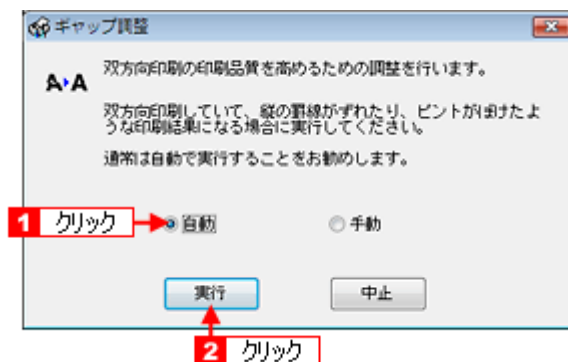 ギャップ調整
A A
双方向印刷の印刷品質を高めるための調整を行います。
双方向印刷していて、縦の罫線がずれたり、ピントがぼけたよ
うな印刷結果になる場合に実行してください。
通常は自動で実行することをお勧めします。
1 クリック 自動 手動
実行 中止
2 クリック